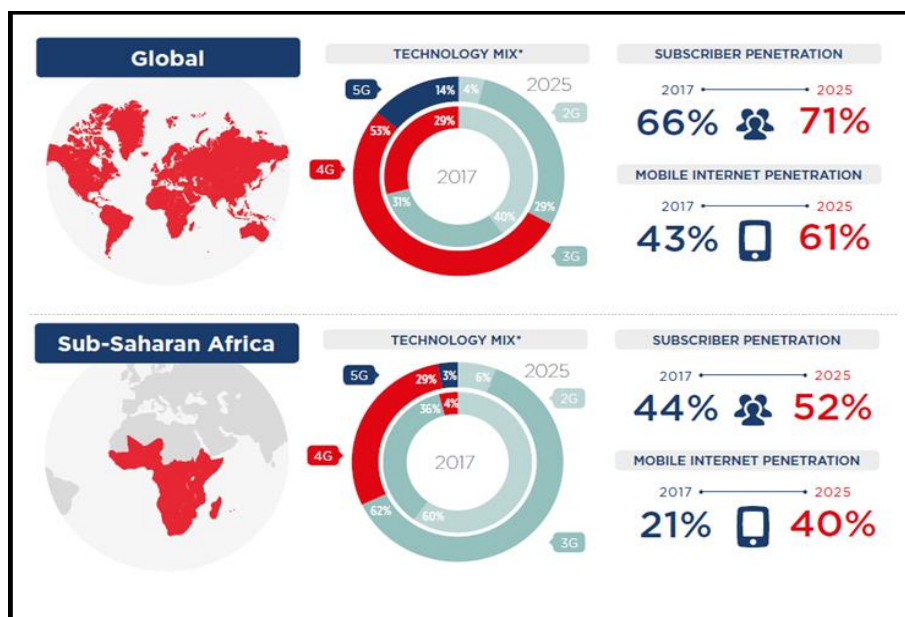 Global
TECHNOLOGY MIX*
2025
5G
14%
4%
2G
53%
29%
4G
2017
31%
40%
29%
3G
SUBSCRIBER PENETRATION
2017
2025
66%
71%
MOBILE INTERNET PENETRATION
2017
2025
43%
61%
Sub-Saharan Africa
TECHNOLOGY MIX*
2025
5G
29%
3%
6%
2G
36%
4%
4G
2017
62%
60%
3G
SUBSCRIBER PENETRATION
2017
2025
44%
52%
MOBILE INTERNET PENETRATION
2017
2025
21%
40%